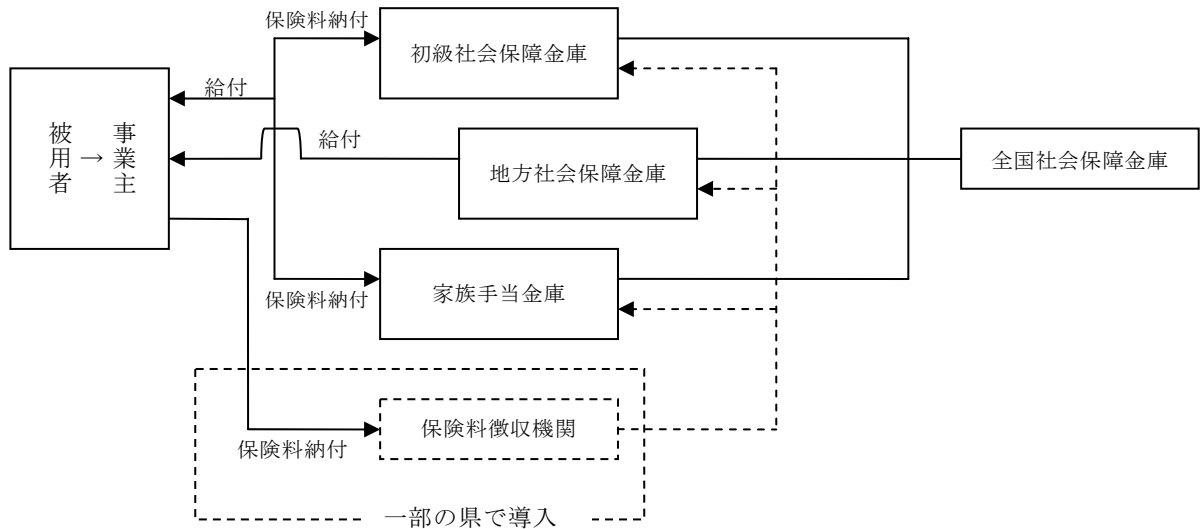 保険料納付
初級社会保障金庫
給付
被用者
→
事業主
給付
地方社会保障金庫
全国社会保障金庫
家族手当金庫
保険料納付
保険料徴収機関
保険料納付
一部の県で導入